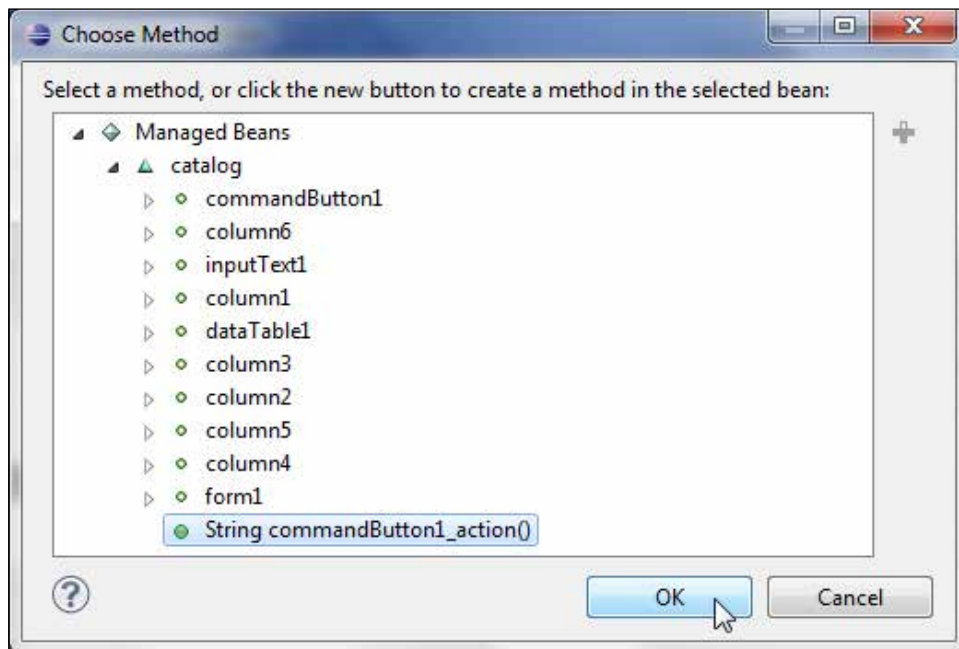 Choose Method
Select a method, or click the new button to create a method in the selected bean:
Managed Beans
catalog
commandButton1
column6
inputText1
column1
dataTable1
column3
column2
column5
column4
form1
String commandButton1_action()
OK
Cancel